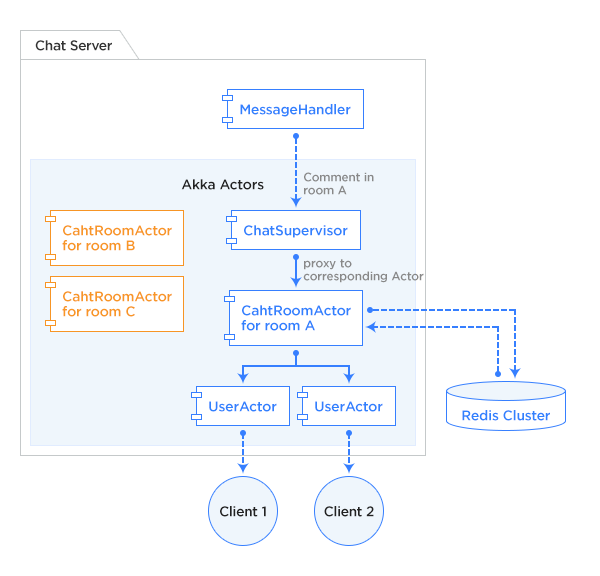 Chat Server
MessageHandler
Comment in
room A
Akka Actors
CahtRoomActor
for room B
ChatSupervisor
proxy to
corresponding Actor
CahtRoomActor
for room C
CahtRoomActor
for room A
UserActor
UserActor
Redis Cluster
Client 1
Client 2